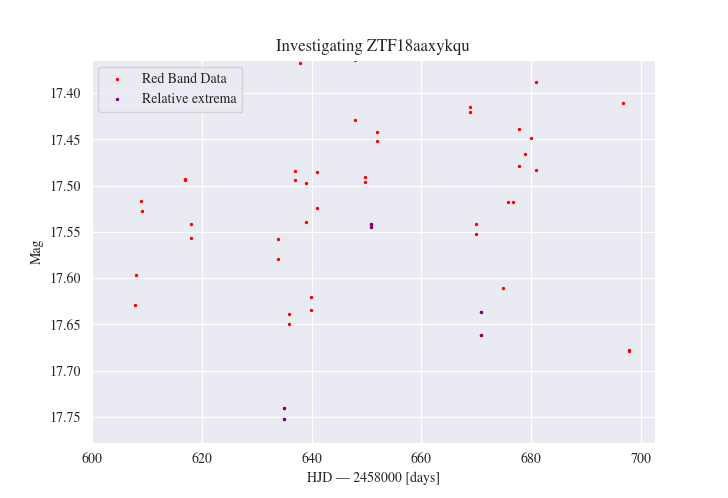 Investigating ZTF18aaxykqu
Red Band Data
Relative extrema
17.40
17.45
17.50
17.55
17.60
17.65
17.70
17.75
Mag
600
620
640
660
680
700
HJD — 2458000 [days]